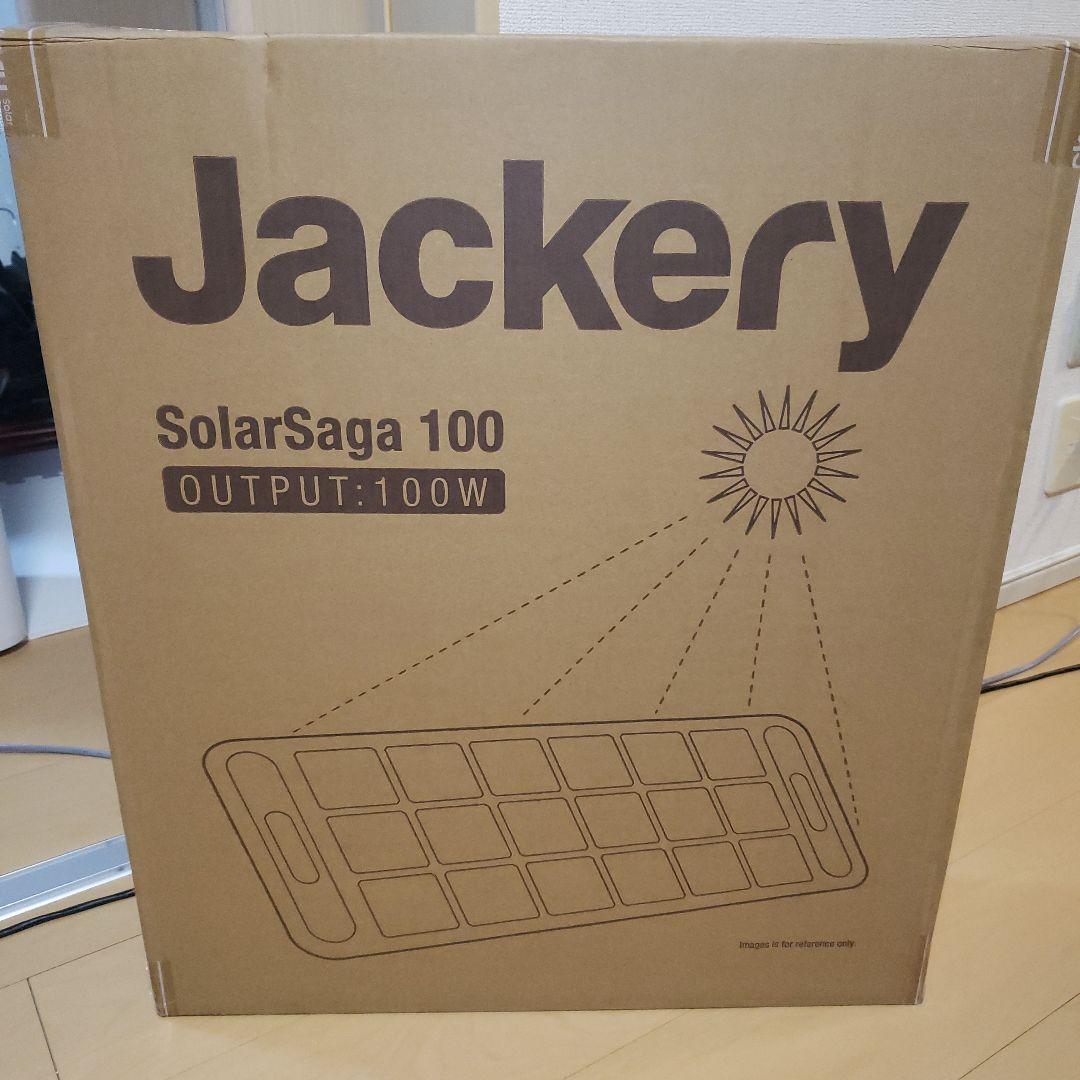 Jackery
SolarSaga 100
OUTPUT:100W
Images is for reference only.